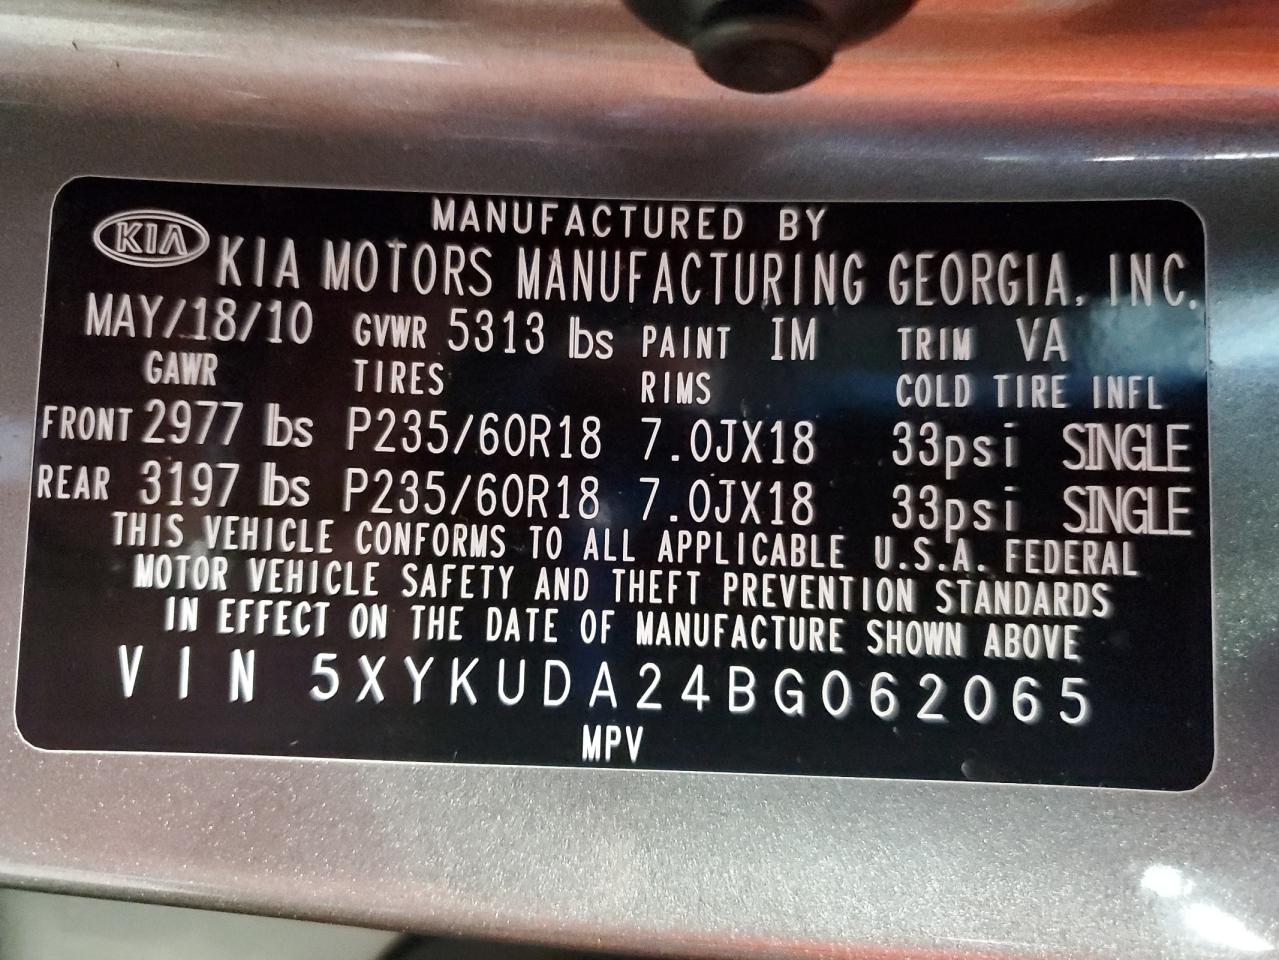 MANUFACTURED BY
KIA KIA MOTORS MANUFACTURING GEORGIA, INC.
MAY/18/10 GVWR 5313 lbs PAINT IM TRIM VA
GAWR TIRES RIMS COLD TIRE INFL
FRONT 2977 lbs P235/60R18 7.0JX18 33psi SINGLE
REAR 3197 lbs P235/60R18 7.0JX18 33psi SINGLE
THIS VEHICLE CONFORMS TO ALL APPLICABLE U.S.A. FEDERAL
MOTOR VEHICLE SAFETY AND THEFT PREVENTION STANDARDS
IN EFFECT ON THE DATE OF MANUFACTURE SHOWN ABOVE
VIN 5XYKUDA24BG062065
MPV